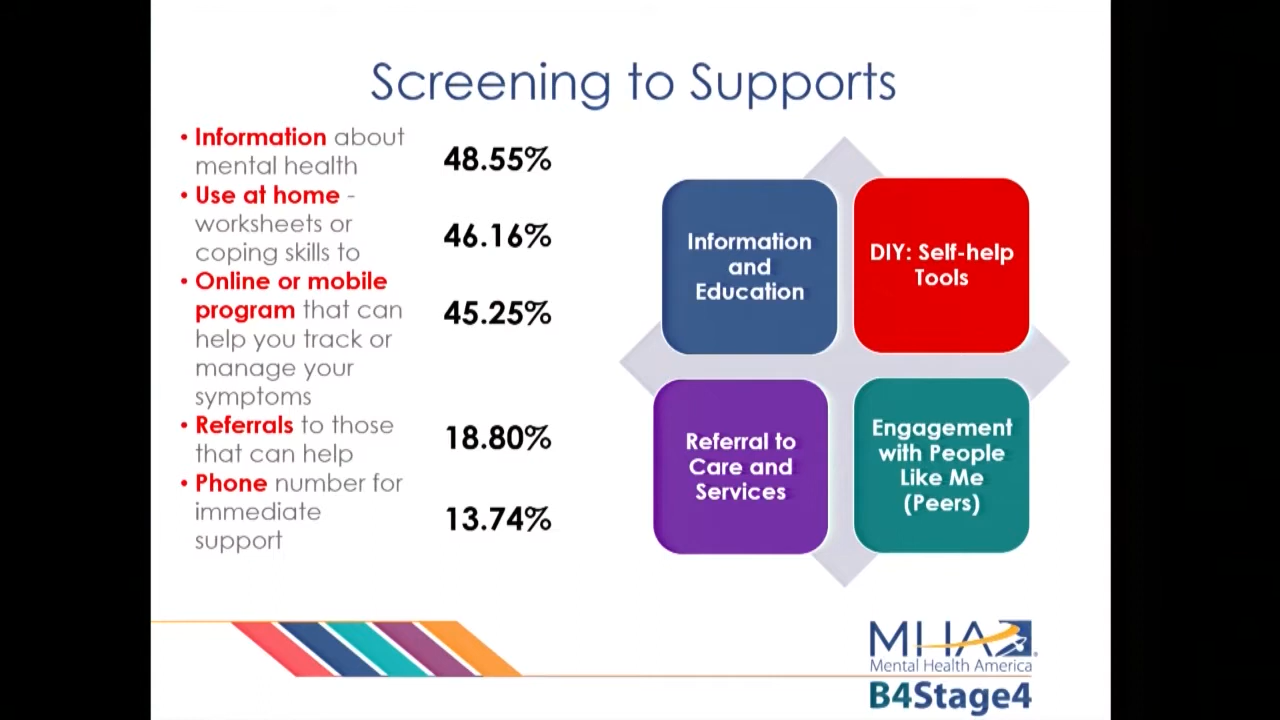 Screening to Supports
• Information about
mental health
48.55%
• Use at home -
worksheets or
coping skills to
46.16%
• Online or mobile
program that can
help you track or
manage your
symptoms
45.25%
• Referrals to those
that can help
18.80%
• Phone number for
immediate
support
13.74%
Information
and
Education
DIY: Self-help
Tools
Referral to
Care and
Services
Engagement
with People
Like Me
(Peers)
MHA
Mental Health America
B4Stage4